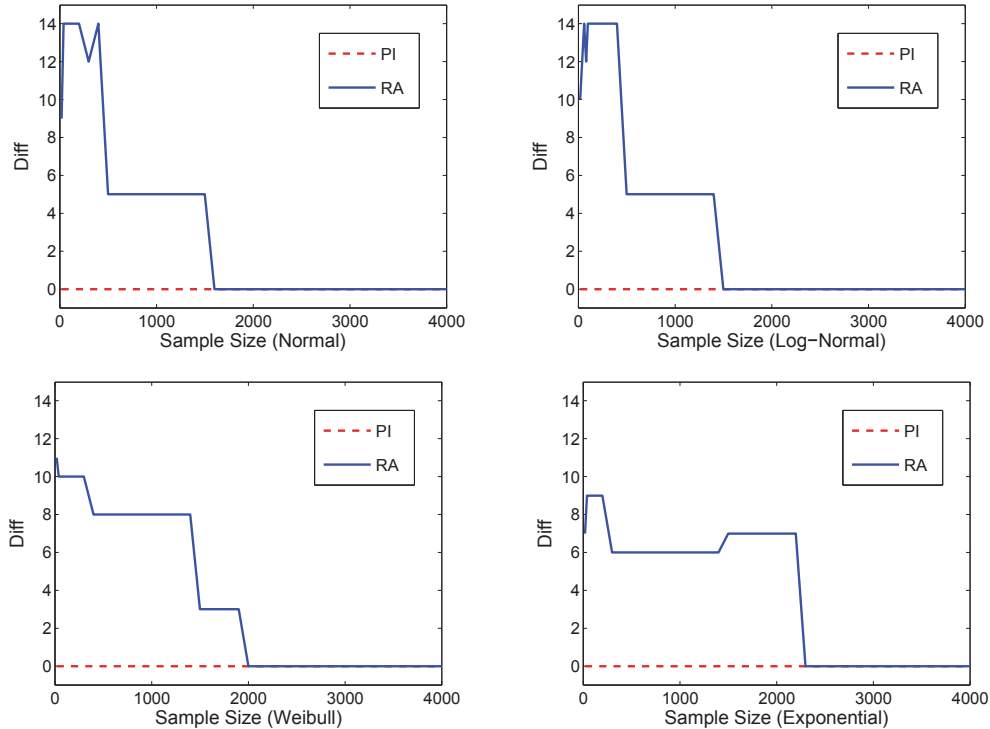 14
12
10
8
6
4
2
0
Diff
PI
RA
0 1000 2000 3000 4000
Sample Size (Normal)
14
12
10
8
6
4
2
0
Diff
PI
RA
0 1000 2000 3000 4000
Sample Size (Log−Normal)
14
12
10
8
6
4
2
0
Diff
PI
RA
0 1000 2000 3000 4000
Sample Size (Weibull)
14
12
10
8
6
4
2
0
Diff
PI
RA
0 1000 2000 3000 4000
Sample Size (Exponential)